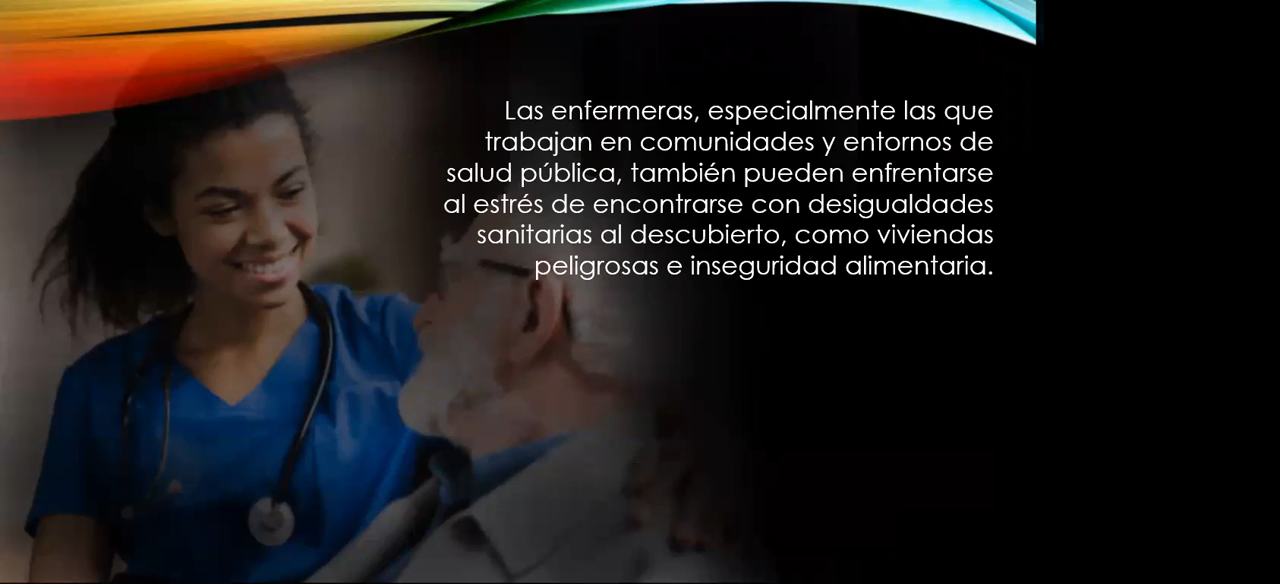 Las enfermeras, especialmente las que
trabajan en comunidades y entornos de
salud pública, también pueden enfrentarse
al estrés de encontrarse con desigualdades
sanitarias al descubierto, como viviendas
peligrosas e inseguridad alimentaria.